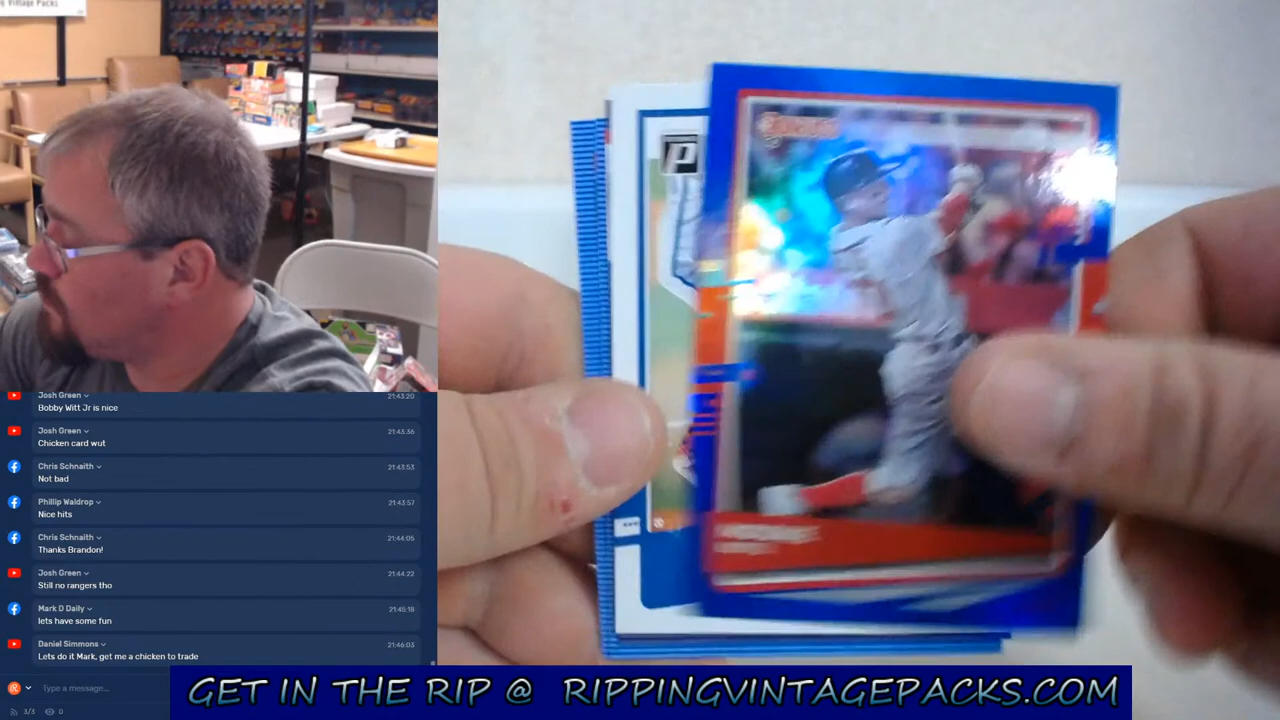 g Vintage Packs
Josh Green 21:43:20
Bobby Witt Jr is nice
Josh Green 21:43:36
Chicken card wut
Chris Schnaith 21:43:53
Not bad
Phillip Waldrop 21:43:57
Nice hits
Chris Schnaith 21:44:05
Thanks Brandon!
Josh Green 21:44:22
Still no rangers tho
Mark D Daily 21:45:18
lets have some fun
Daniel Simmons 21:46:03
Lets do it Mark, get me a chicken to trade
Type a message...
3/3 0
GET IN THE RIP @ RIPPINGVINTAGEPACKS.COM
P